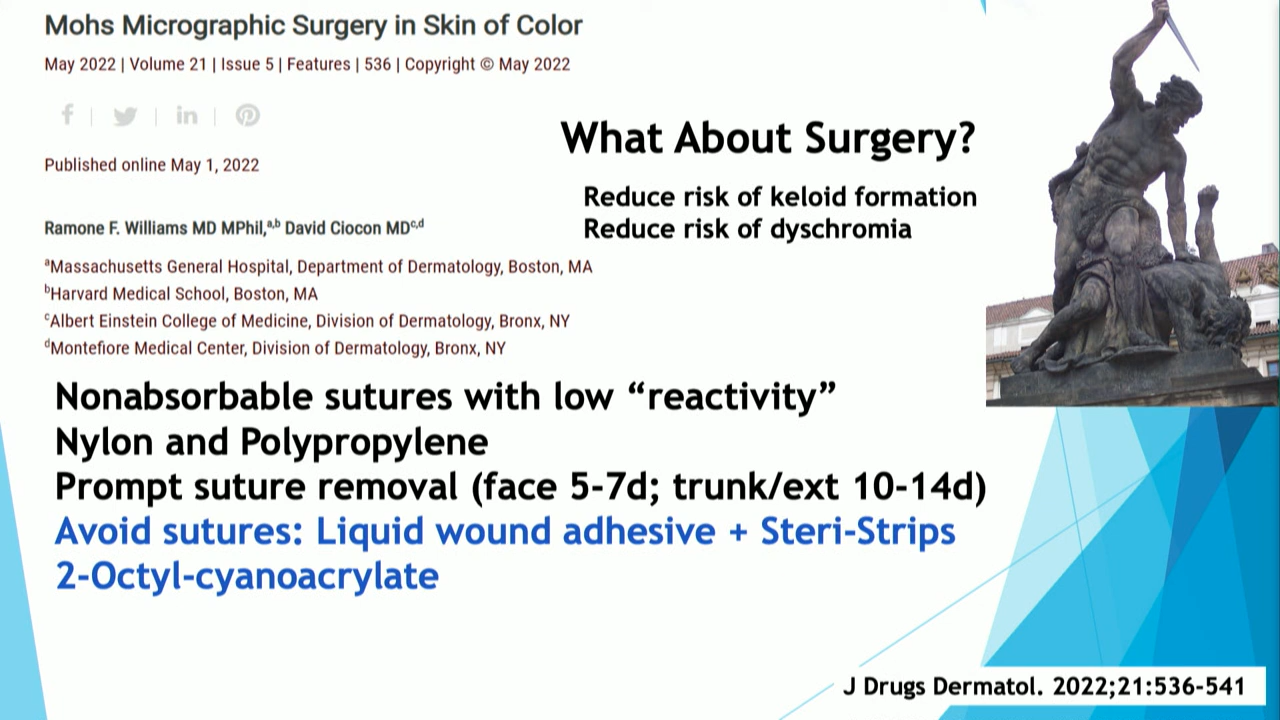 Mohs Micrographic Surgery in Skin of Color
May 2022 | Volume 21 | Issue 5 | Features | 536 | Copyright © May 2022
Published online May 1, 2022
What About Surgery?
Reduce risk of keloid formation
Reduce risk of dyschromia
Ramone F. Williams MD MPhil,a,b David Ciocon MDc,d
aMassachusetts General Hospital, Department of Dermatology, Boston, MA
bHarvard Medical School, Boston, MA
cAlbert Einstein College of Medicine, Division of Dermatology, Bronx, NY
dMontefiore Medical Center, Division of Dermatology, Bronx, NY
Nonabsorbable sutures with low “reactivity”
Nylon and Polypropylene
Prompt suture removal (face 5-7d; trunk/ext 10-14d)
Avoid sutures: Liquid wound adhesive + Steri-Strips
2-Octyl-cyanoacrylate
J Drugs Dermatol. 2022;21:536-541